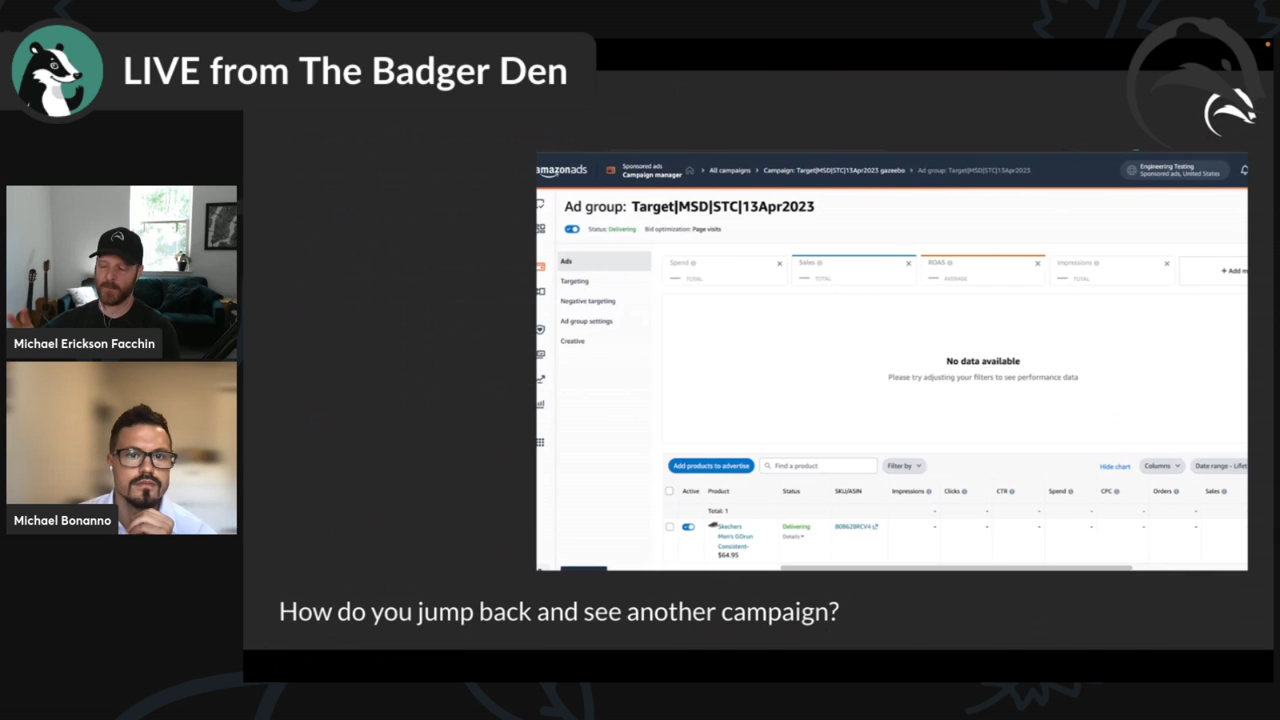 LIVE from The Badger Den
Michael Erickson Facchin
Michael Bonanno
amazonads
Sponsored ads
Campaign manager
> All campaigns > Campaign: Target|MSD|STC|13Apr2023 gazeebo > Ad group: Target|MSD|STC|13Apr2023
Engineering Testing
Sponsored ads, United States
Ad group: Target|MSD|STC|13Apr2023
Status: Delivering Bid optimization: Page visits
Ads
Targeting
Negative targeting
Ad group settings
Creative
Spend
TOTAL
Sales
TOTAL
ROAS
AVERAGE
Impressions
TOTAL
+ Add m
No data available
Please try adjusting your filters to see performance data
Add products to advertise Find a product Filter by Hide chart Columns Date range - Lifet
Active Product Status SKU/ASIN Impressions Clicks CTR Spend CPC Orders Sales
Total: 1 - - - - - - -
Skechers Delivering - - - - - - -
Men's GOrun Details
Consistent-
$64.95
How do you jump back and see another campaign?